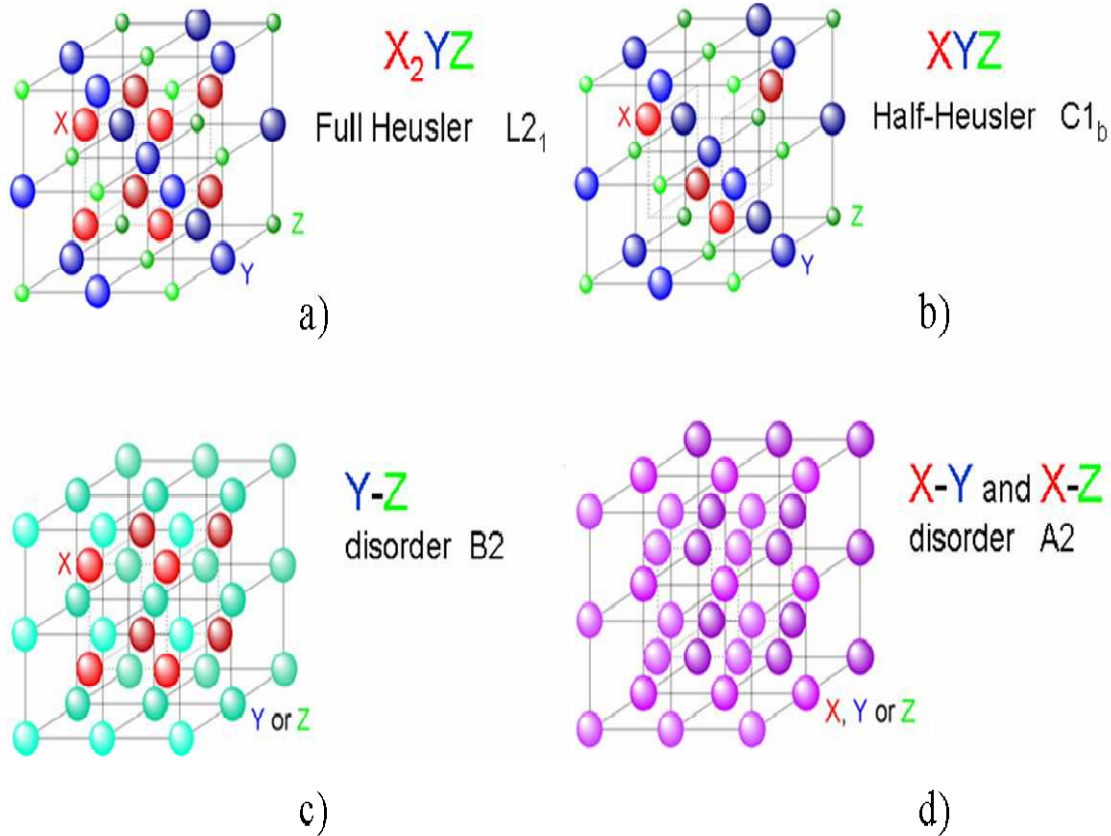 X₂YZ
Full Heusler L2₁
X
Z
Y
a)
XYZ
Half-Heusler C1b
X
Z
Y
b)
Y-Z
disorder B2
X
Y or Z
c)
X-Y and X-Z
disorder A2
X, Y or Z
d)